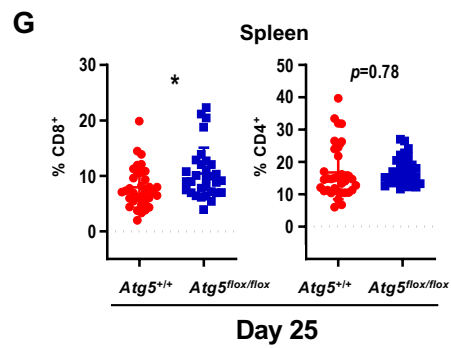 G
Spleen
% CD8⁺
30
20
10
0
*
Atg5⁺/⁺
Atg5ᶠˡᵒˣ/ᶠˡᵒˣ
% CD4⁺
50
40
30
20
10
0
p=0.78
Atg5⁺/⁺
Atg5ᶠˡᵒˣ/ᶠˡᵒˣ
Day 25